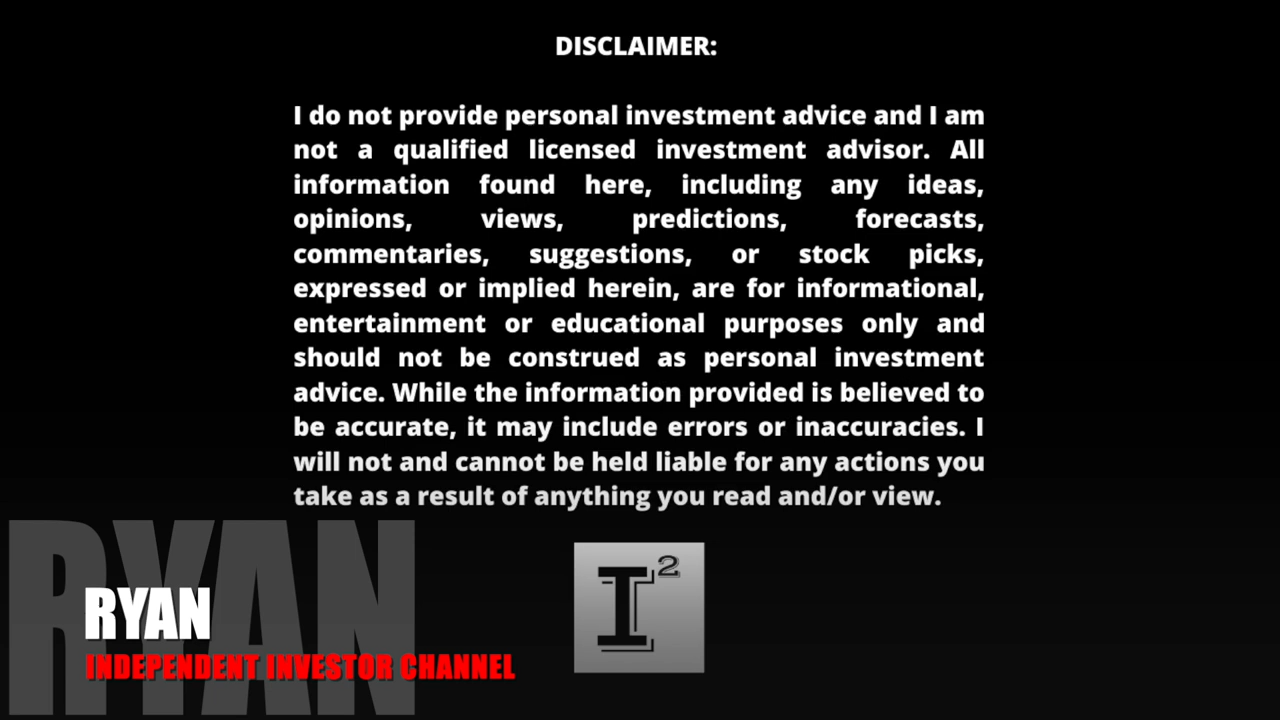 DISCLAIMER:
I do not provide personal investment advice and I am
not a qualified licensed investment advisor. All
information found here, including any ideas,
opinions, views, predictions, forecasts,
commentaries, suggestions, or stock picks,
expressed or implied herein, are for informational,
entertainment or educational purposes only and
should not be construed as personal investment
advice. While the information provided is believed to
be accurate, it may include errors or inaccuracies. I
will not and cannot be held liable for any actions you
take as a result of anything you read and/or view.
RYAN
RYAN
INDEPENDENT INVESTOR CHANNEL
I²